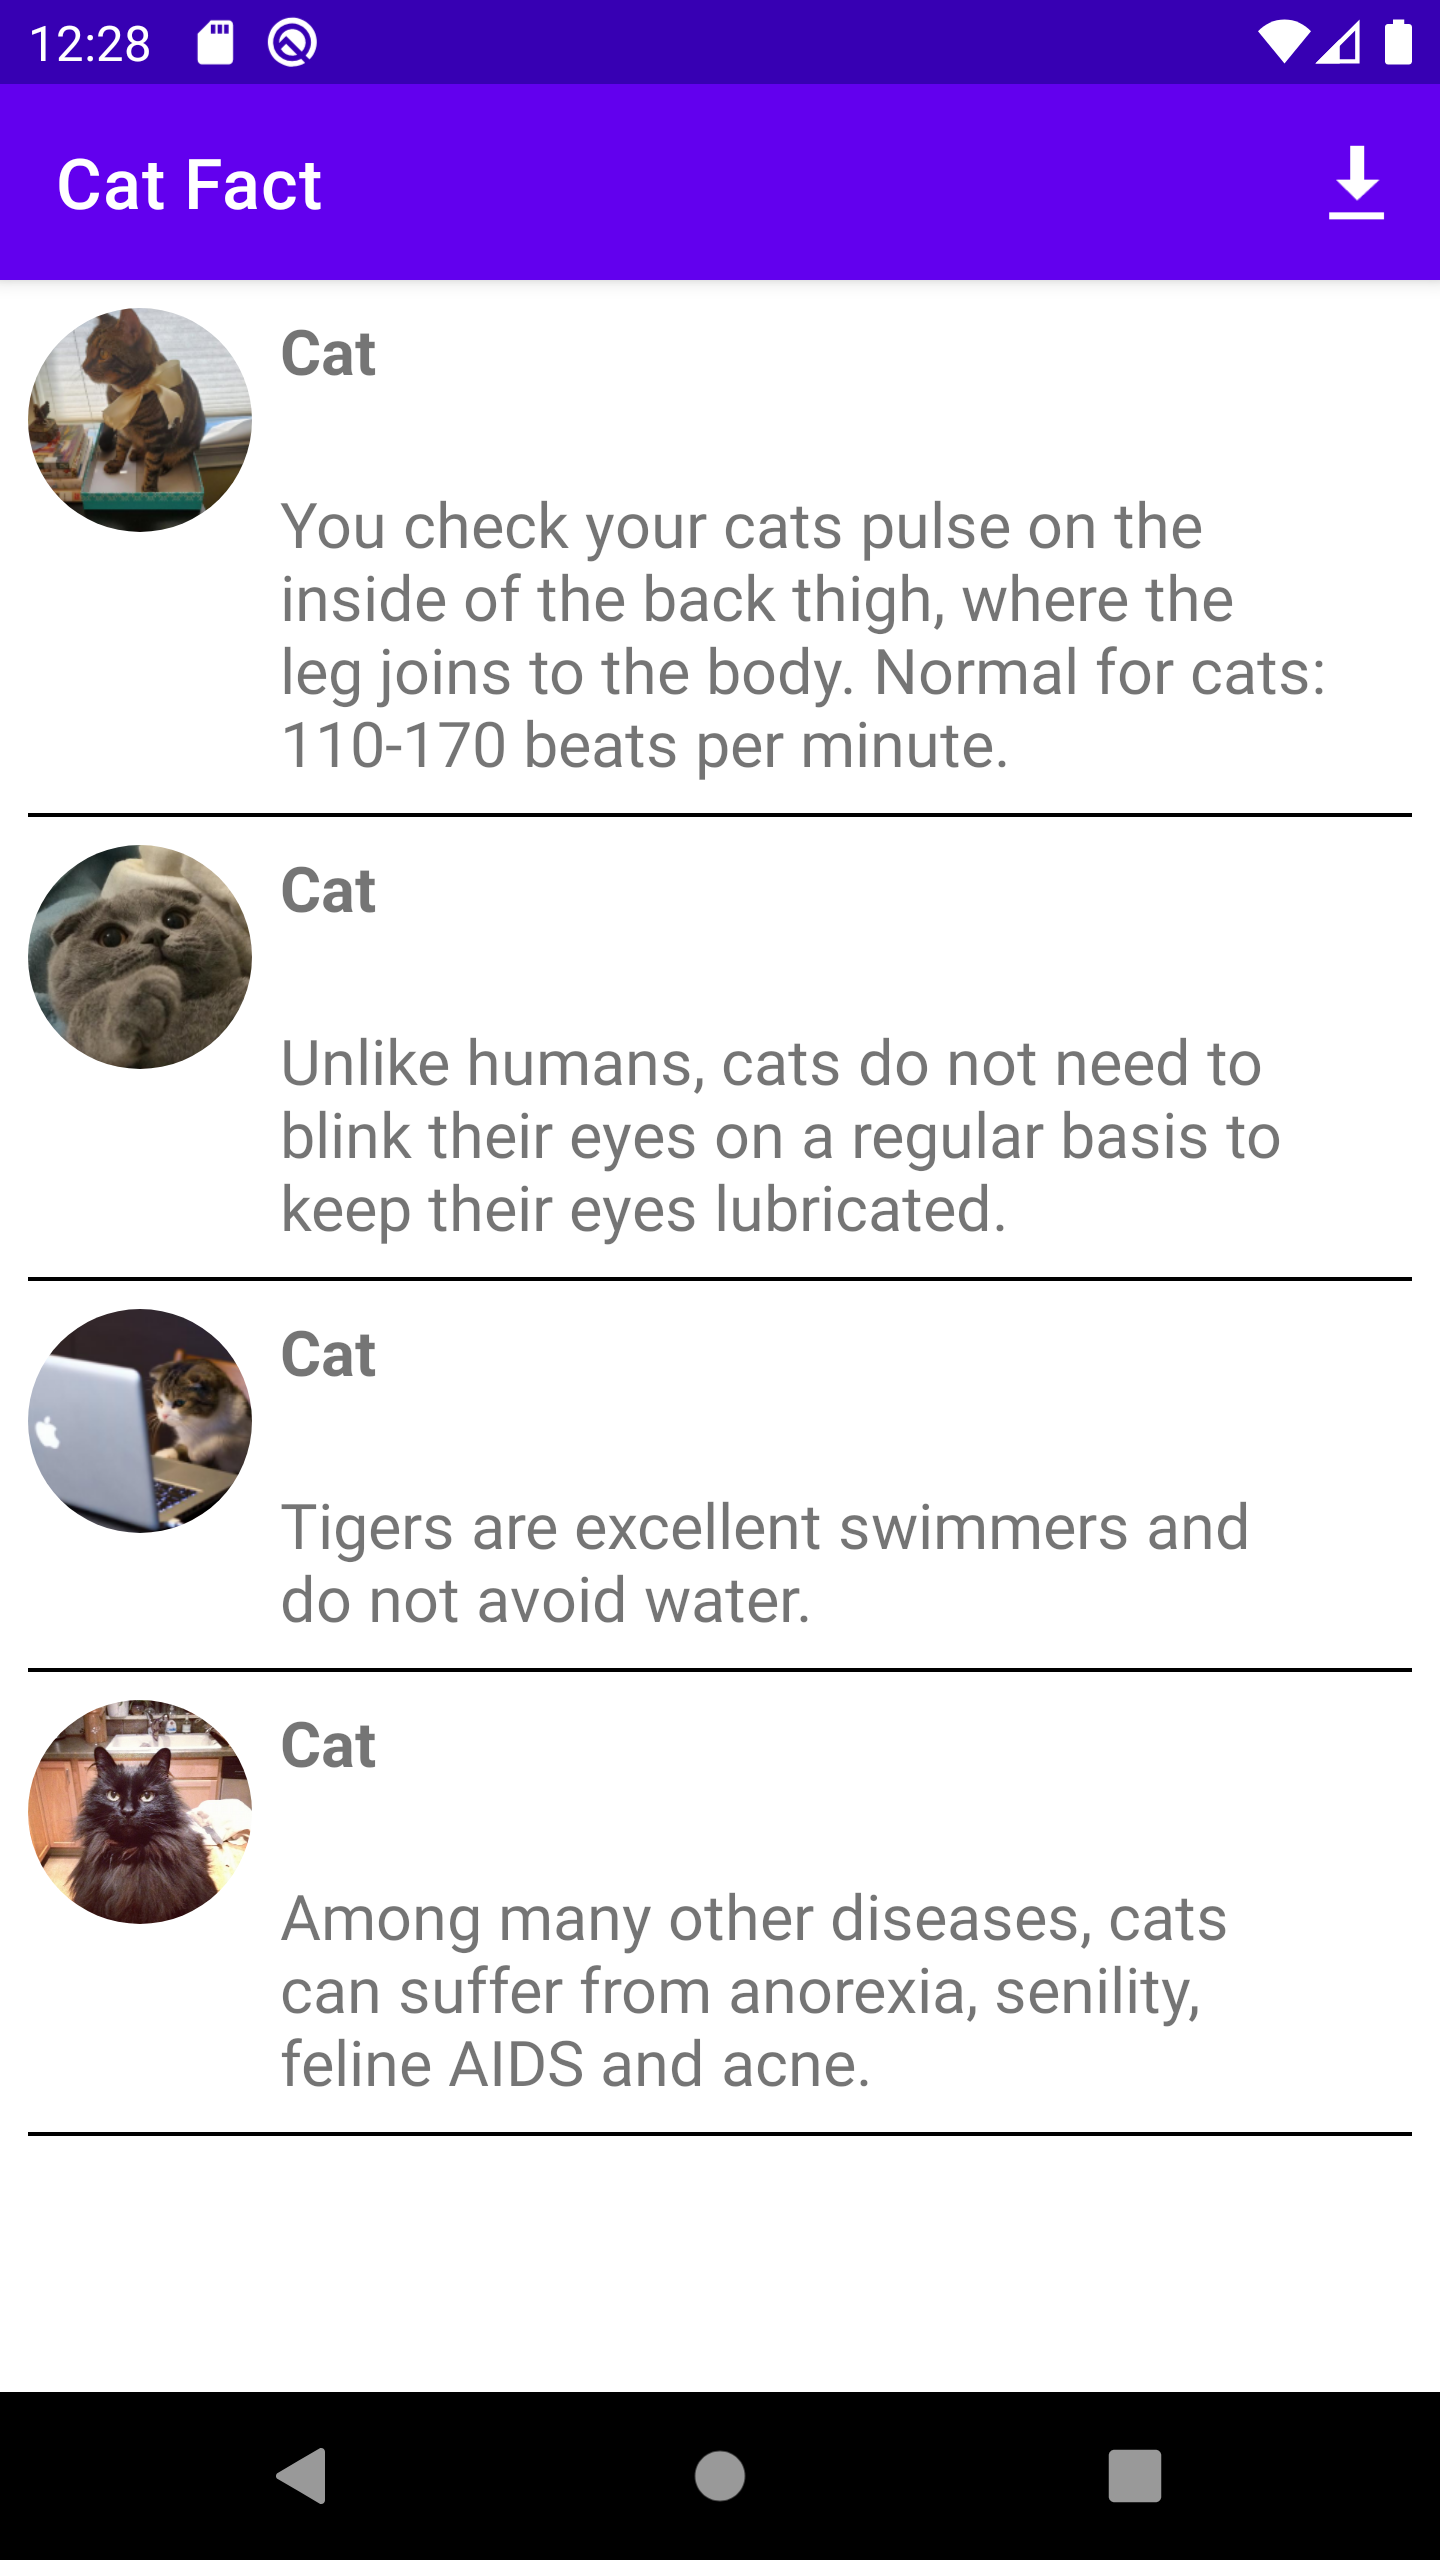 12:28
Cat Fact
Cat
You check your cats pulse on the
inside of the back thigh, where the
leg joins to the body. Normal for cats:
110-170 beats per minute.
Cat
Unlike humans, cats do not need to
blink their eyes on a regular basis to
keep their eyes lubricated.
Cat
Tigers are excellent swimmers and
do not avoid water.
Cat
Among many other diseases, cats
can suffer from anorexia, senility,
feline AIDS and acne.